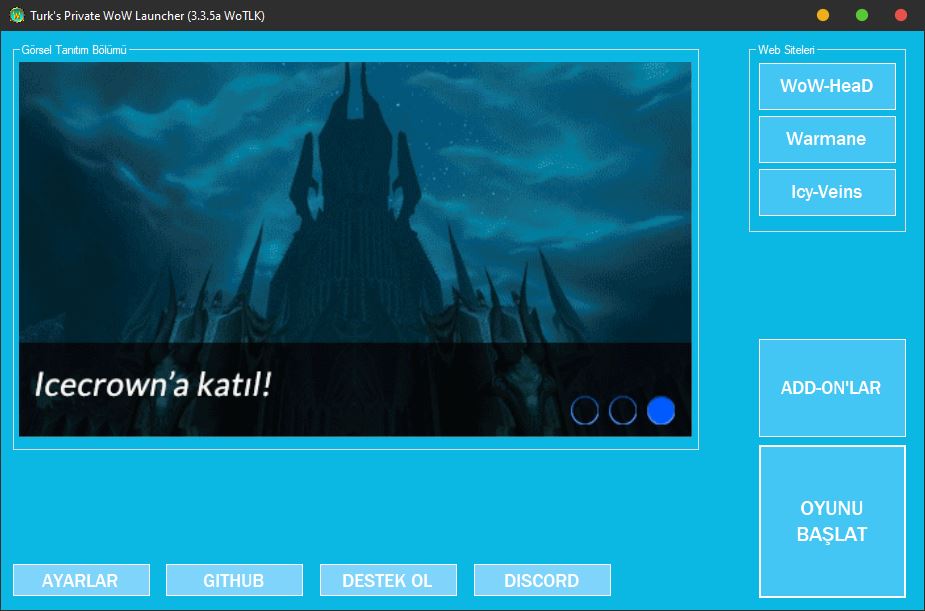 Turk's Private WoW Launcher (3.3.5a WoTLK)
Görsel Tanıtım Bölümü
Icecrown'a katıl!
Web Siteleri
WoW-HeaD
Warmane
Icy-Veins
ADD-ON'LAR
OYUNU
BAŞLAT
AYARLAR
GITHUB
DESTEK OL
DISCORD